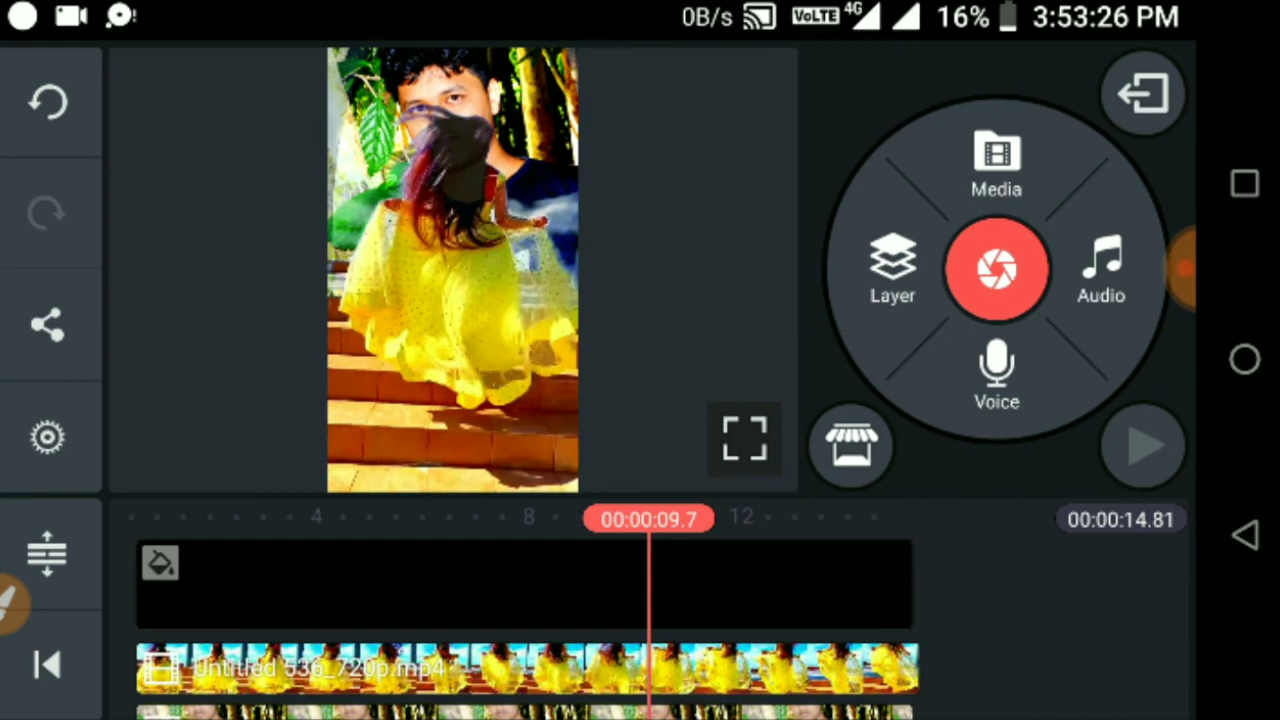 0B/s VoLTE 4G 16% 3:53:26 PM
Media
Layer
Audio
Voice
4 8 00:00:09.7 12 00:00:14.81
Untitled 536_720p.mp4